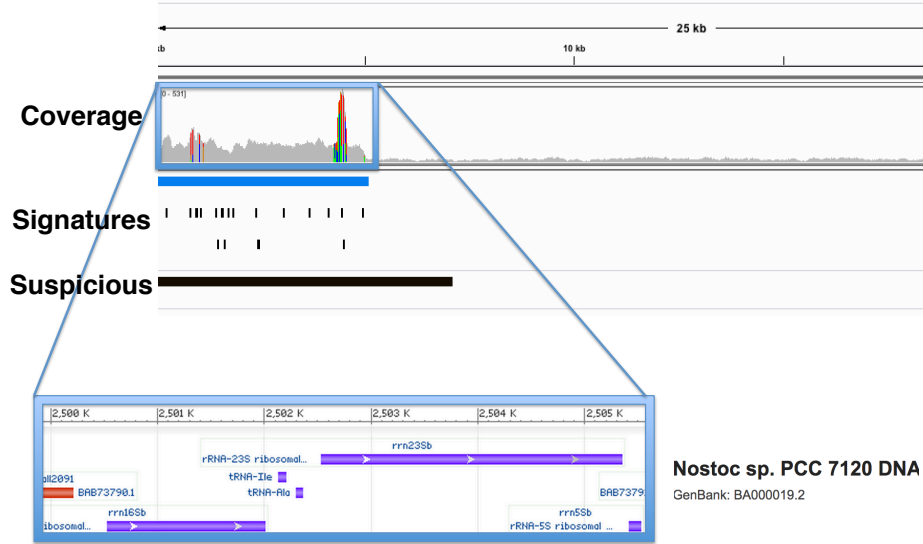 25 kb
kb
10 kb
Coverage
0 - 531]
Signatures
Suspicious
2,500 K 2,501 K 2,502 K 2,503 K 2,504 K 2,505 K
rrn23Sb
rRNA-23S ribosomal...
all2091
tRNA-Ile
BAB73790.1
tRNA-Ala
BAB7379
rrn16Sb
rrn5Sb
ibosomal...
rRNA-5S ribosomal ...
Nostoc sp. PCC 7120 DNA
GenBank: BA000019.2